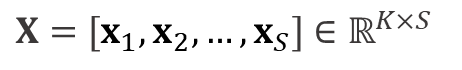 𝐗 = [𝐱₁, 𝐱₂, … , 𝐱_S] ∈ ℝ^{K×S}